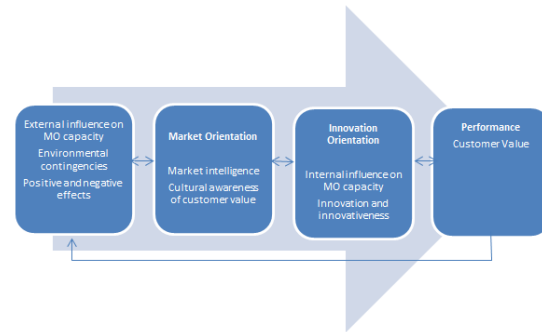 External influence on
MO capacity
Environmental
contingencies
Positive and negative
effects
Market Orientation
Market intelligence
Cultural awareness
of customer value
Innovation
Orientation
Internal influence on
MO capacity
Innovation and
innovativeness
Performance
Customer Value